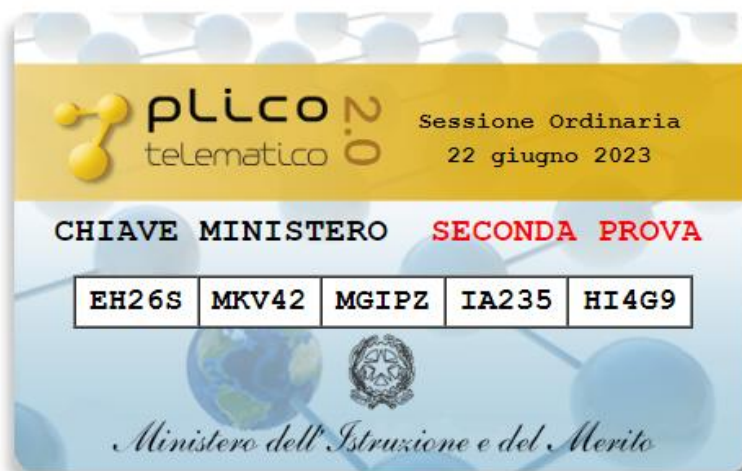 plico 2.0
telematico
Sessione Ordinaria
22 giugno 2023
CHIAVE MINISTERO SECONDA PROVA
EH26S MKV42 MGIPZ IA235 HI4G9
Ministero dell'Istruzione e del Merito